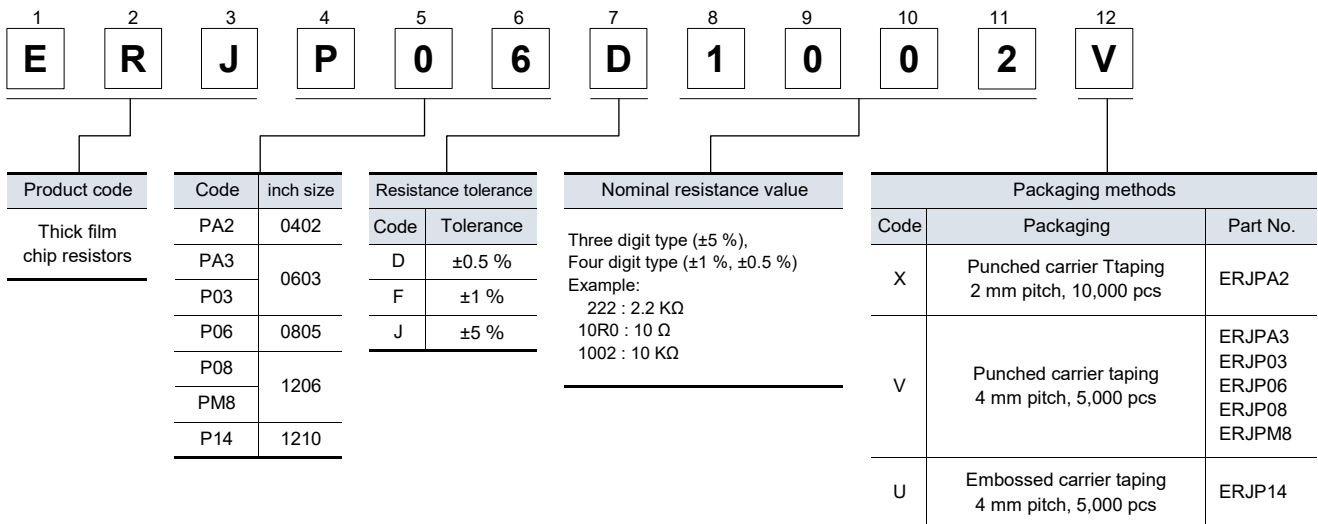 1 2 3 4 5 6 7 8 9 10 11 12
E R J P 0 6 D 1 0 0 2 V
Product code
Thick film
chip resistors
Code inch size
PA2 0402
PA3
0603
P03
P06 0805
P08
1206
PM8
P14 1210
Resistance tolerance
Code Tolerance
D ±0.5 %
F ±1 %
J ±5 %
Nominal resistance value
Three digit type (±5 %),
Four digit type (±1 %, ±0.5 %)
Example:
222 : 2.2 KΩ
10R0 : 10 Ω
1002 : 10 KΩ
Packaging methods
Code Packaging Part No.
X
Punched carrier Ttaping
2 mm pitch, 10,000 pcs
ERJPA2
V
Punched carrier taping
4 mm pitch, 5,000 pcs
ERJPA3
ERJP03
ERJP06
ERJP08
ERJPM8
U
Embossed carrier taping
4 mm pitch, 5,000 pcs
ERJP14